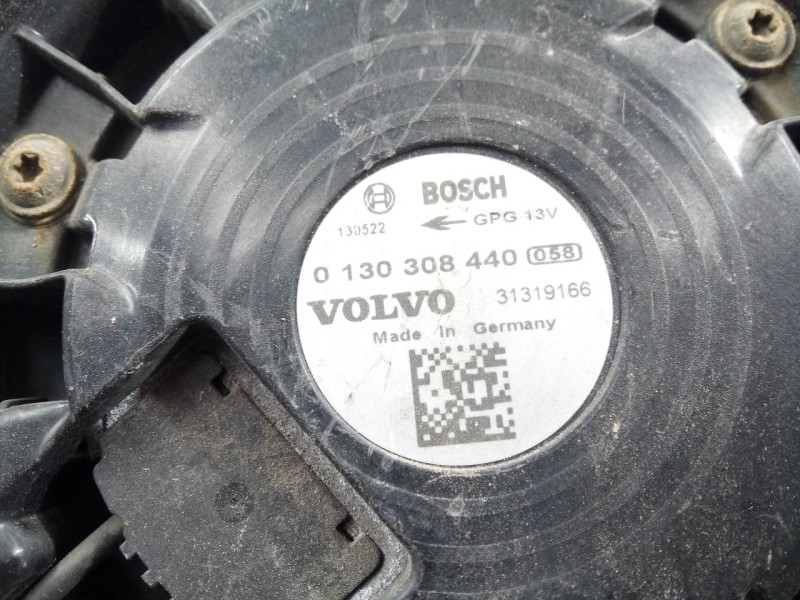 BOSCH
130522 GPG 13V
0 130 308 440 058
VOLVO 31319166
Made in Germany